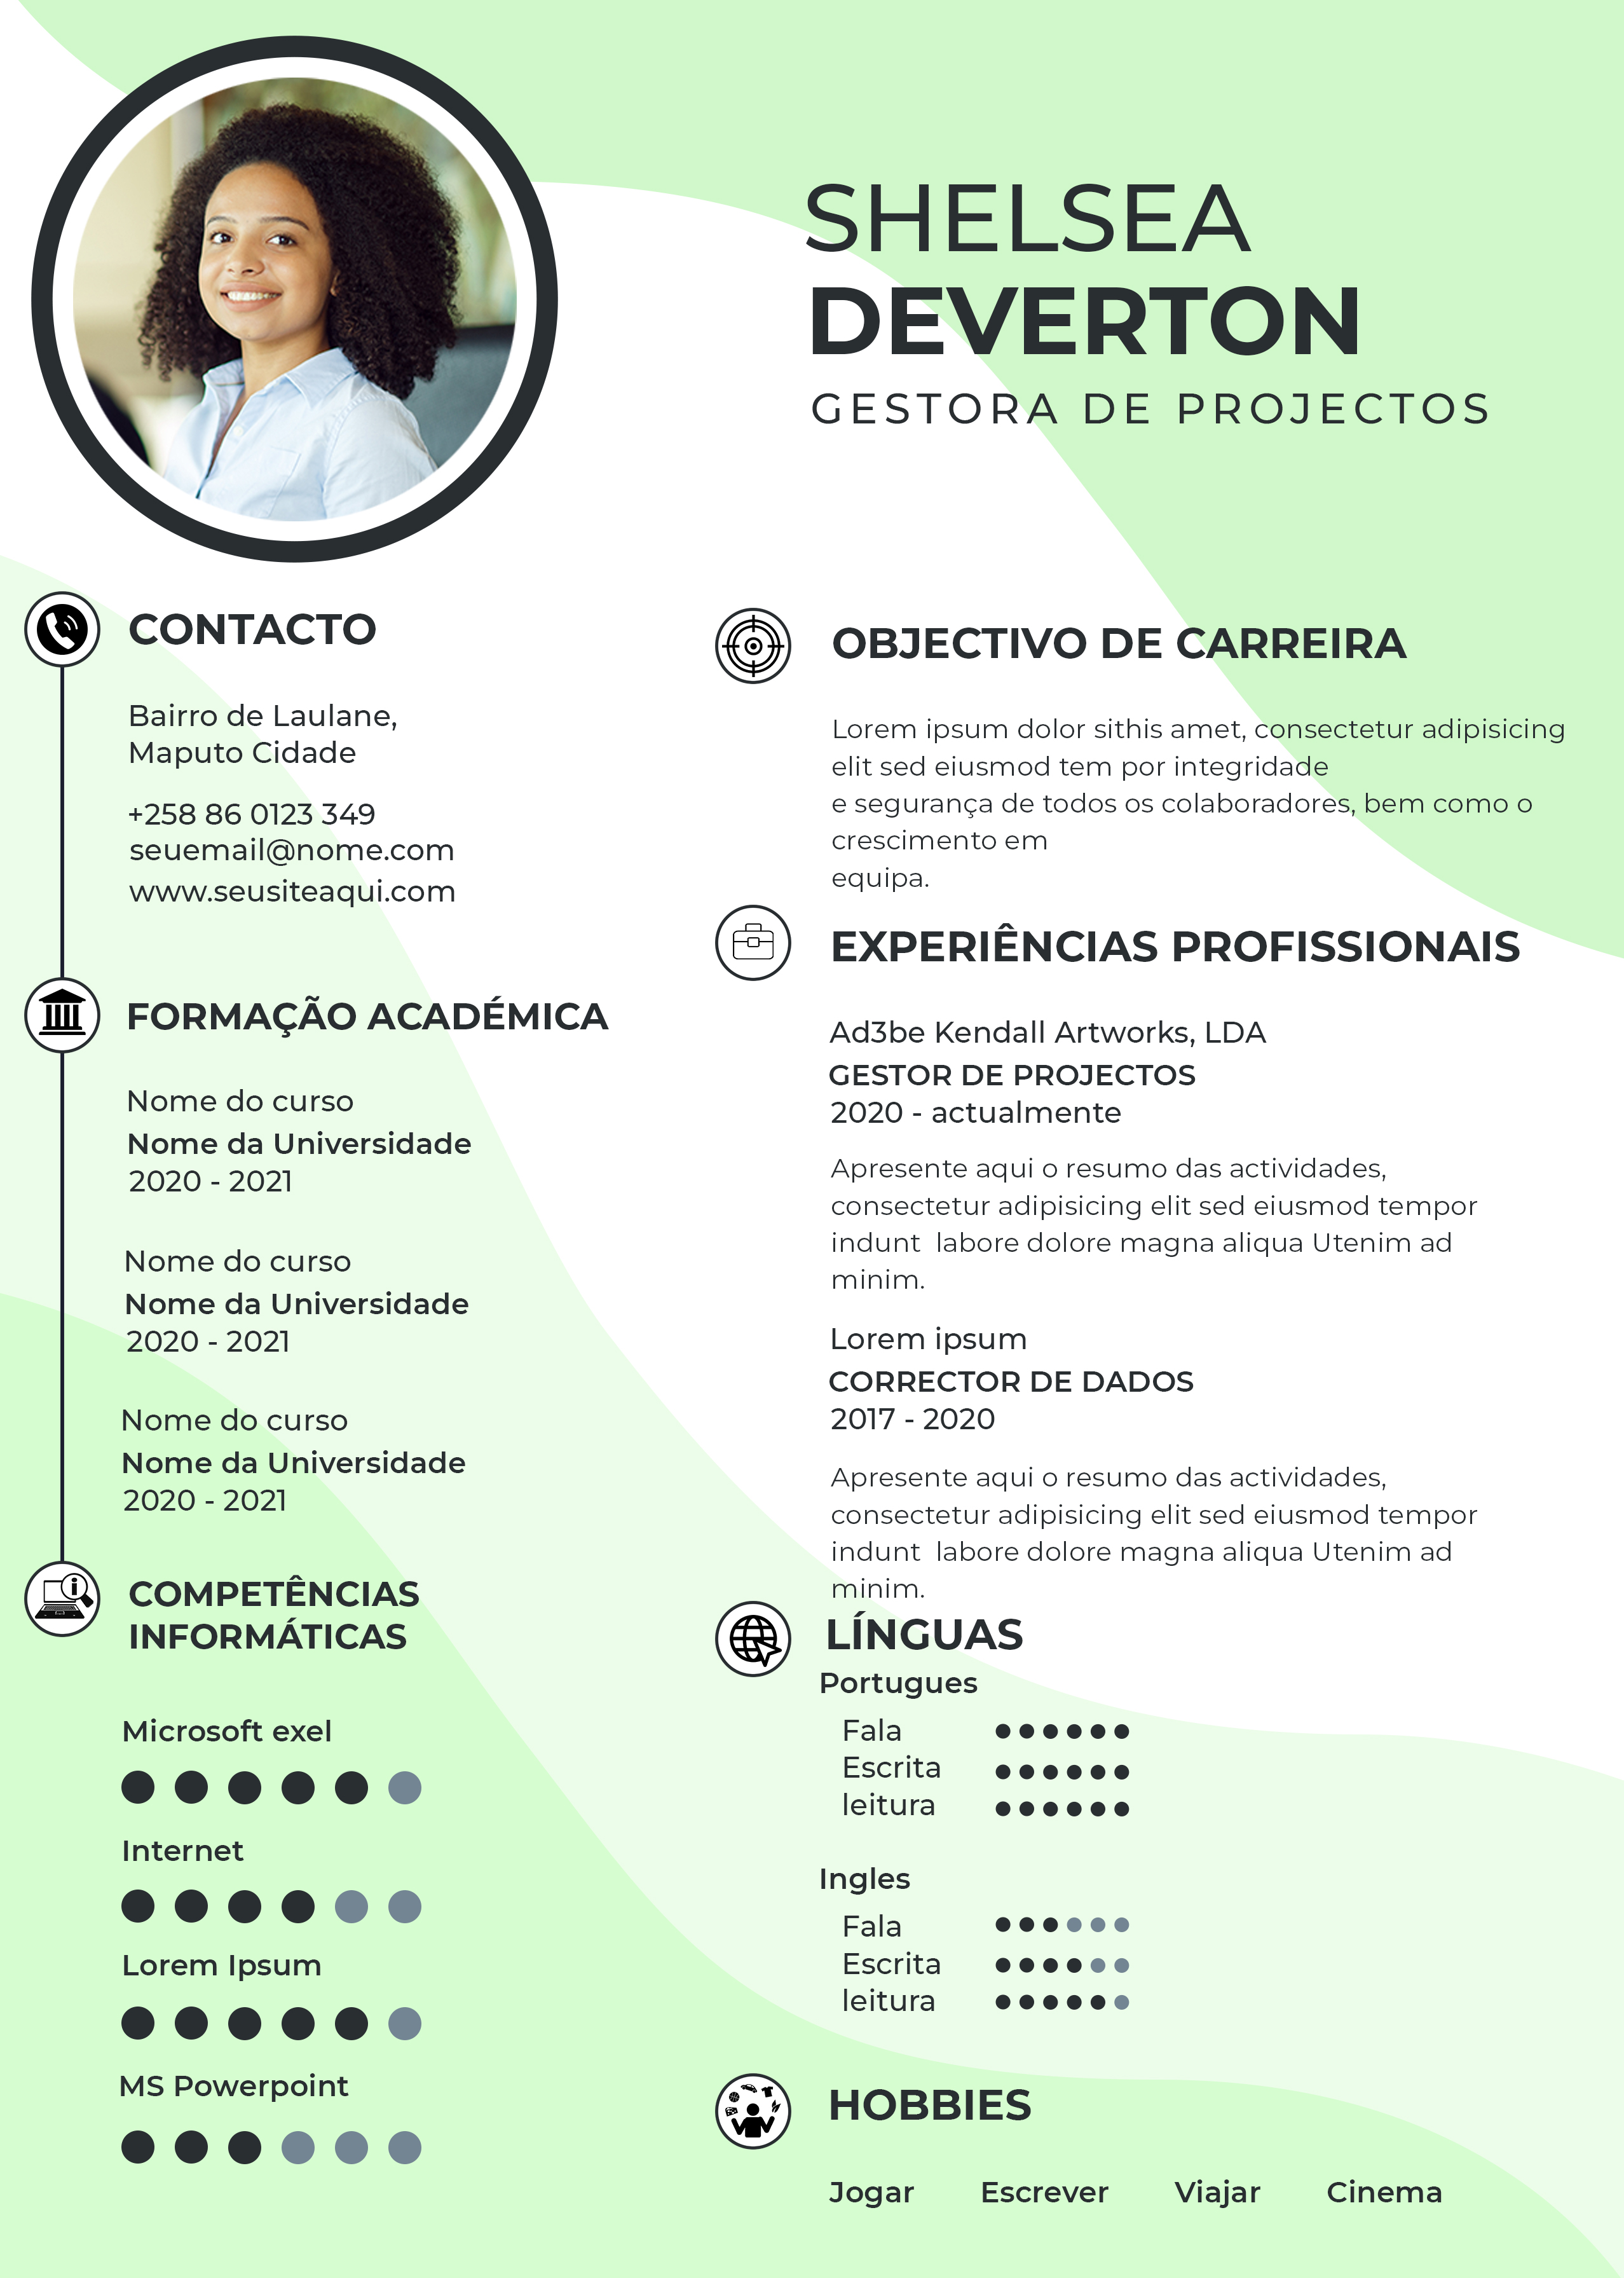 SHELSEA
DEVERTON
GESTORA DE PROJECTOS
CONTACTO
Bairro de Laulane,
Maputo Cidade
+258 86 0123 349
seuemail@nome.com
www.seusiteaqui.com
FORMAÇÃO ACADÉMICA
Nome do curso
Nome da Universidade
2020 - 2021
Nome do curso
Nome da Universidade
2020 - 2021
Nome do curso
Nome da Universidade
2020 - 2021
COMPETÊNCIAS
INFORMÁTICAS
Microsoft exel
Internet
Lorem Ipsum
MS Powerpoint
OBJECTIVO DE CARREIRA
Lorem ipsum dolor sithis amet, consectetur adipisicing
elit sed eiusmod tem por integridade
e segurança de todos os colaboradores, bem como o
crescimento em
equipa.
EXPERIÊNCIAS PROFISSIONAIS
Ad3be Kendall Artworks, LDA
GESTOR DE PROJECTOS
2020 - actualmente
Apresente aqui o resumo das actividades,
consectetur adipisicing elit sed eiusmod tempor
indunt  labore dolore magna aliqua Utenim ad
minim.
Lorem ipsum
CORRECTOR DE DADOS
2017 - 2020
Apresente aqui o resumo das actividades,
consectetur adipisicing elit sed eiusmod tempor
indunt  labore dolore magna aliqua Utenim ad
minim.
LÍNGUAS
Portugues
Fala
Escrita
leitura
Ingles
Fala
Escrita
leitura
HOBBIES
Jogar Escrever Viajar Cinema